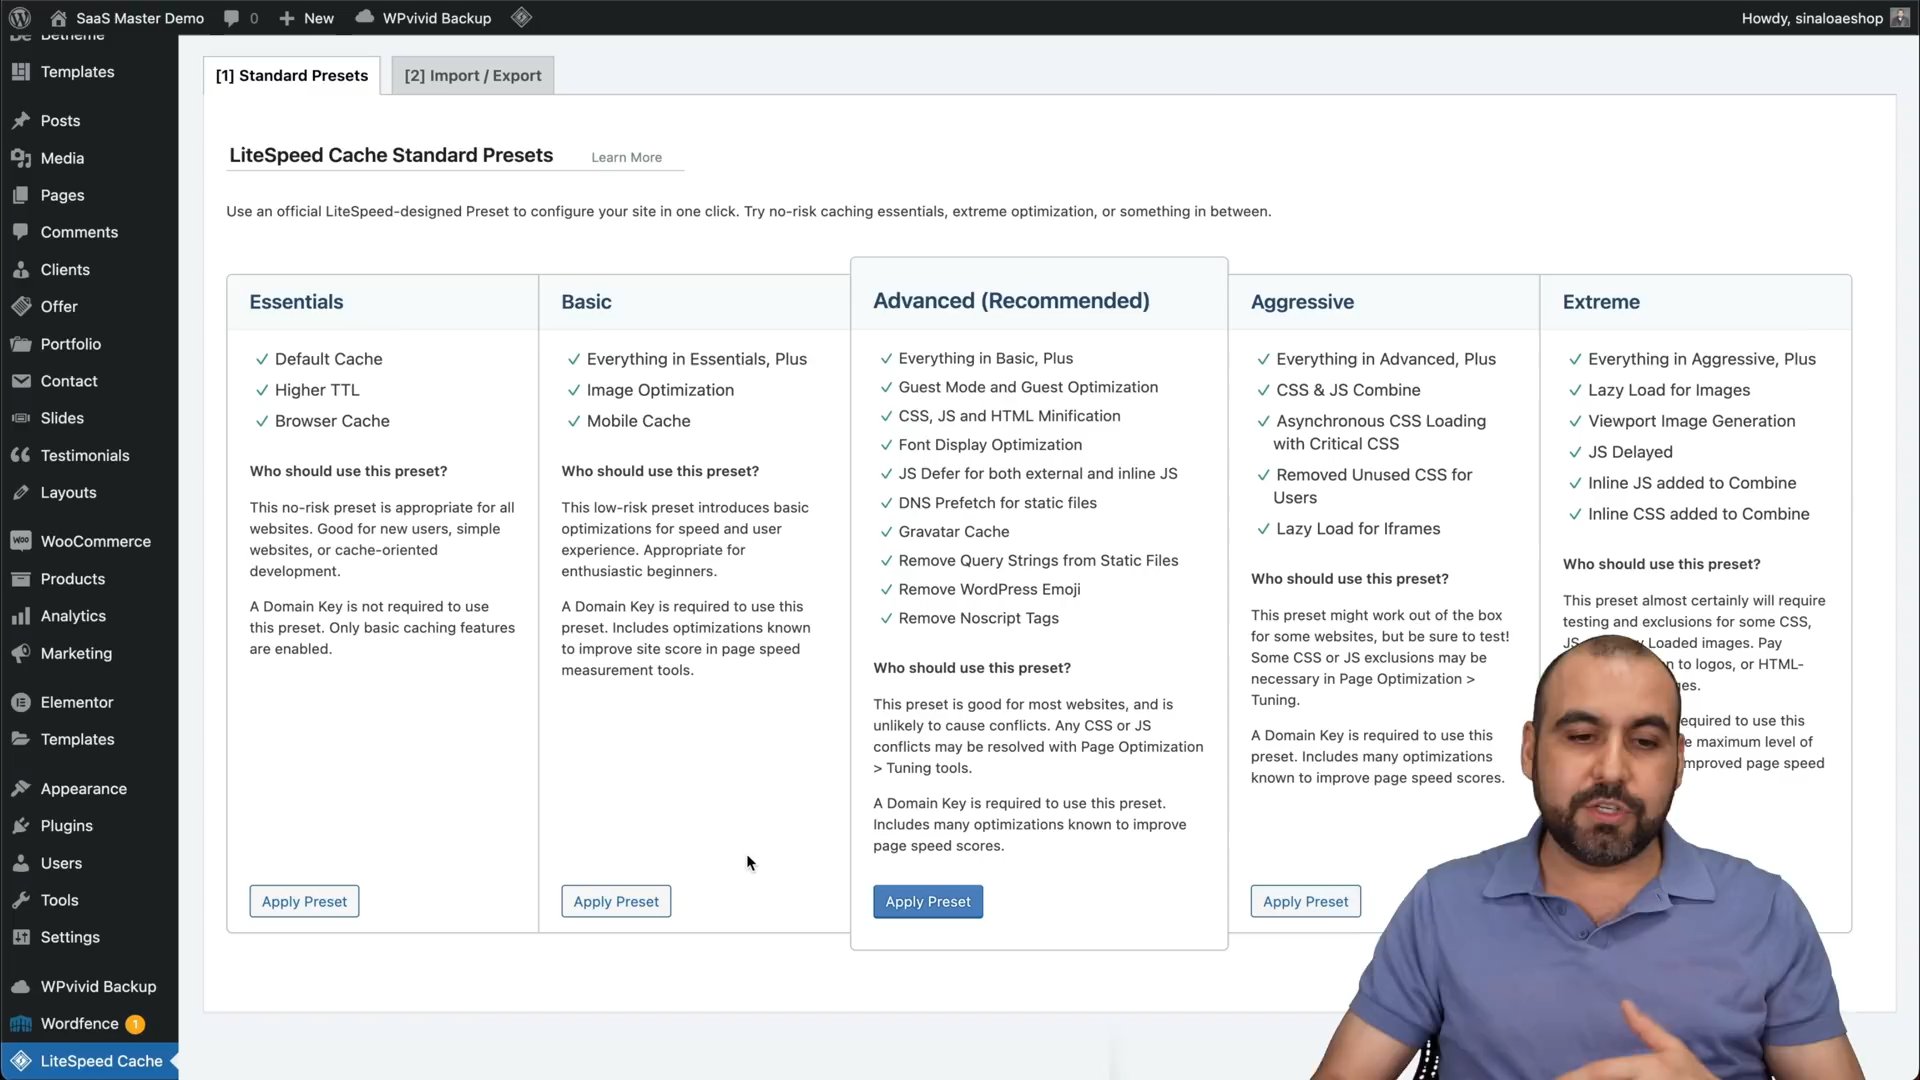 SaaS Master Demo
0
New
WPvivid Backup
Howdy, sinaloaeshop
Betheme
Templates
Posts
Media
Pages
Comments
Clients
Offer
Portfolio
Contact
Slides
Testimonials
Layouts
WooCommerce
Products
Analytics
Marketing
Elementor
Templates
Appearance
Plugins
Users
Tools
Settings
WPvivid Backup
Wordfence 1
LiteSpeed Cache
[1] Standard Presets
[2] Import / Export
LiteSpeed Cache Standard Presets
Learn More
Use an official LiteSpeed-designed Preset to configure your site in one click. Try no-risk caching essentials, extreme optimization, or something in between.
Essentials
Default Cache
Higher TTL
Browser Cache
Who should use this preset?
This no-risk preset is appropriate for all
websites. Good for new users, simple
websites, or cache-oriented
development.
A Domain Key is not required to use
this preset. Only basic caching features
are enabled.
Apply Preset
Basic
Everything in Essentials, Plus
Image Optimization
Mobile Cache
Who should use this preset?
This low-risk preset introduces basic
optimizations for speed and user
experience. Appropriate for
enthusiastic beginners.
A Domain Key is required to use this
preset. Includes optimizations known
to improve site score in page speed
measurement tools.
Apply Preset
Advanced (Recommended)
Everything in Basic, Plus
Guest Mode and Guest Optimization
CSS, JS and HTML Minification
Font Display Optimization
JS Defer for both external and inline JS
DNS Prefetch for static files
Gravatar Cache
Remove Query Strings from Static Files
Remove WordPress Emoji
Remove Noscript Tags
Who should use this preset?
This preset is good for most websites, and is
unlikely to cause conflicts. Any CSS or JS
conflicts may be resolved with Page Optimization
> Tuning tools.
A Domain Key is required to use this preset.
Includes many optimizations known to improve
page speed scores.
Apply Preset
Aggressive
Everything in Advanced, Plus
CSS & JS Combine
Asynchronous CSS Loading
with Critical CSS
Removed Unused CSS for
Users
Lazy Load for Iframes
Who should use this preset?
This preset might work out of the box
for some websites, but be sure to test!
Some CSS or JS exclusions may be
necessary in Page Optimization >
Tuning.
A Domain Key is required to use this
preset. Includes many optimizations
known to improve page speed scores.
Apply Preset
Extreme
Everything in Aggressive, Plus
Lazy Load for Images
Viewport Image Generation
JS Delayed
Inline JS added to Combine
Inline CSS added to Combine
Who should use this preset?
This preset almost certainly will require
testing and exclusions for some CSS,
JS Loaded images. Pay
to logos, or HTML-
required to use this
maximum level of
improved page speed